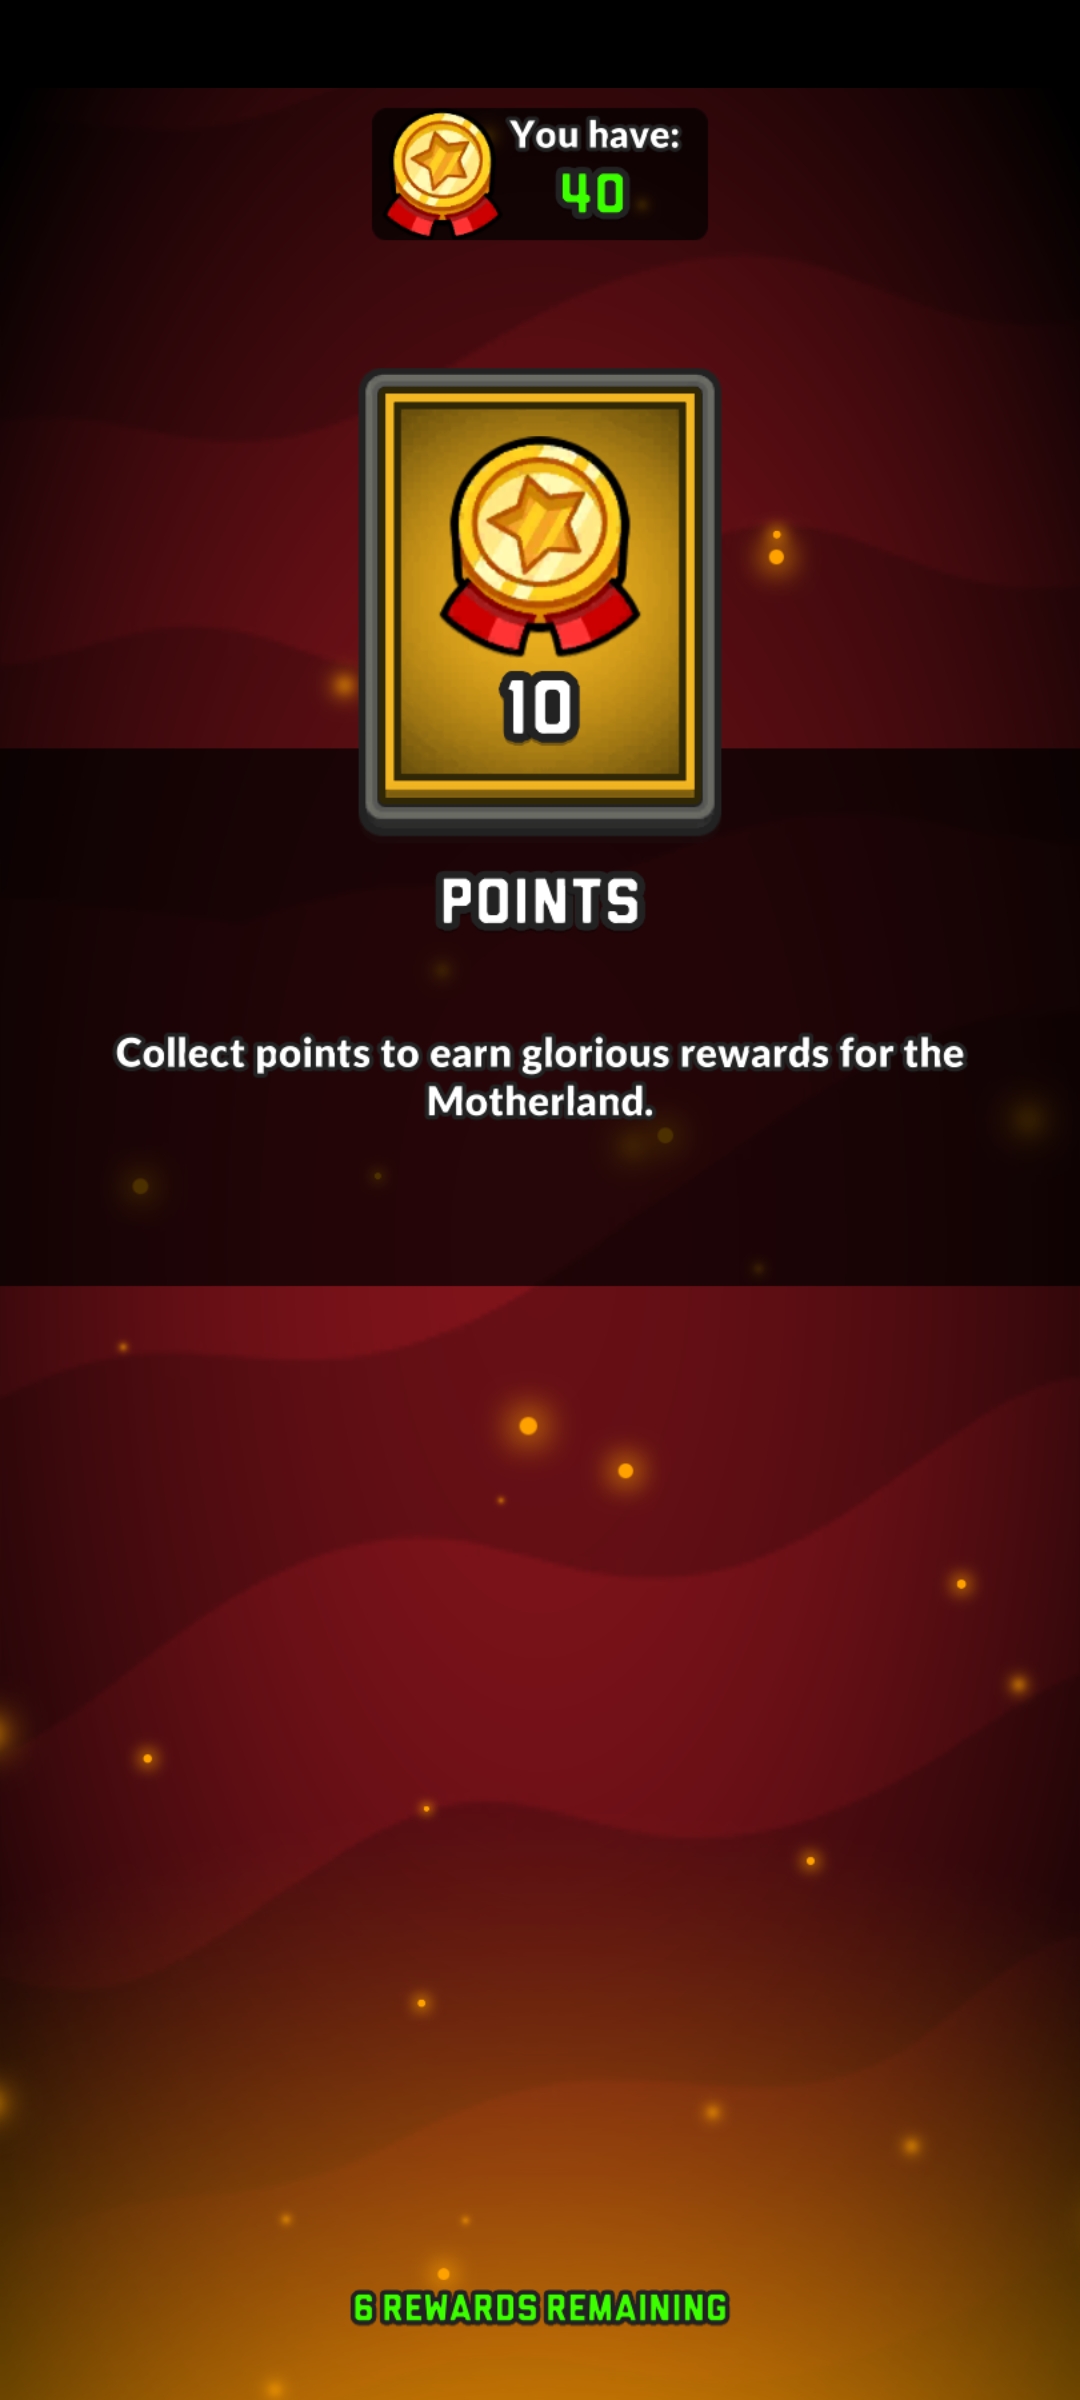 You have:
40
10
POINTS
Collect points to earn glorious rewards for the
Motherland.
6 REWARDS REMAINING